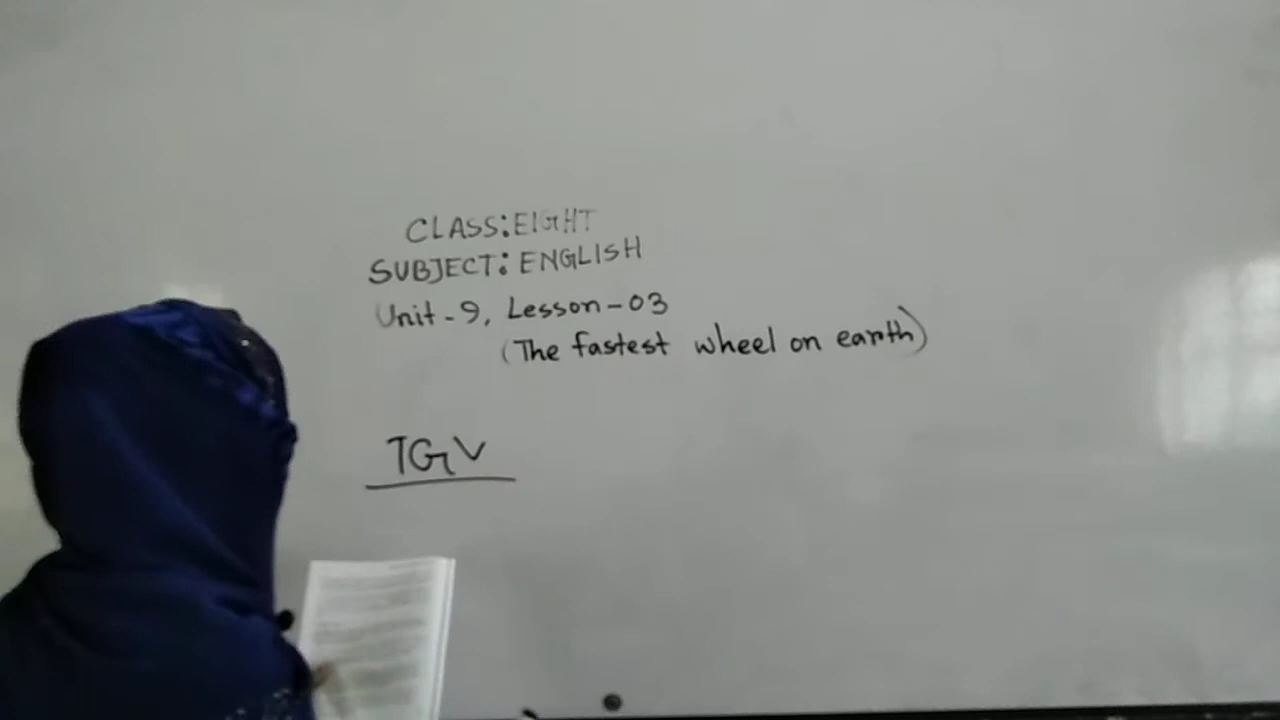 CLASS:EIGHT
SUBJECT: ENGLISH
Unit-9, Lesson-03
(The fastest wheel on earth)
TGV